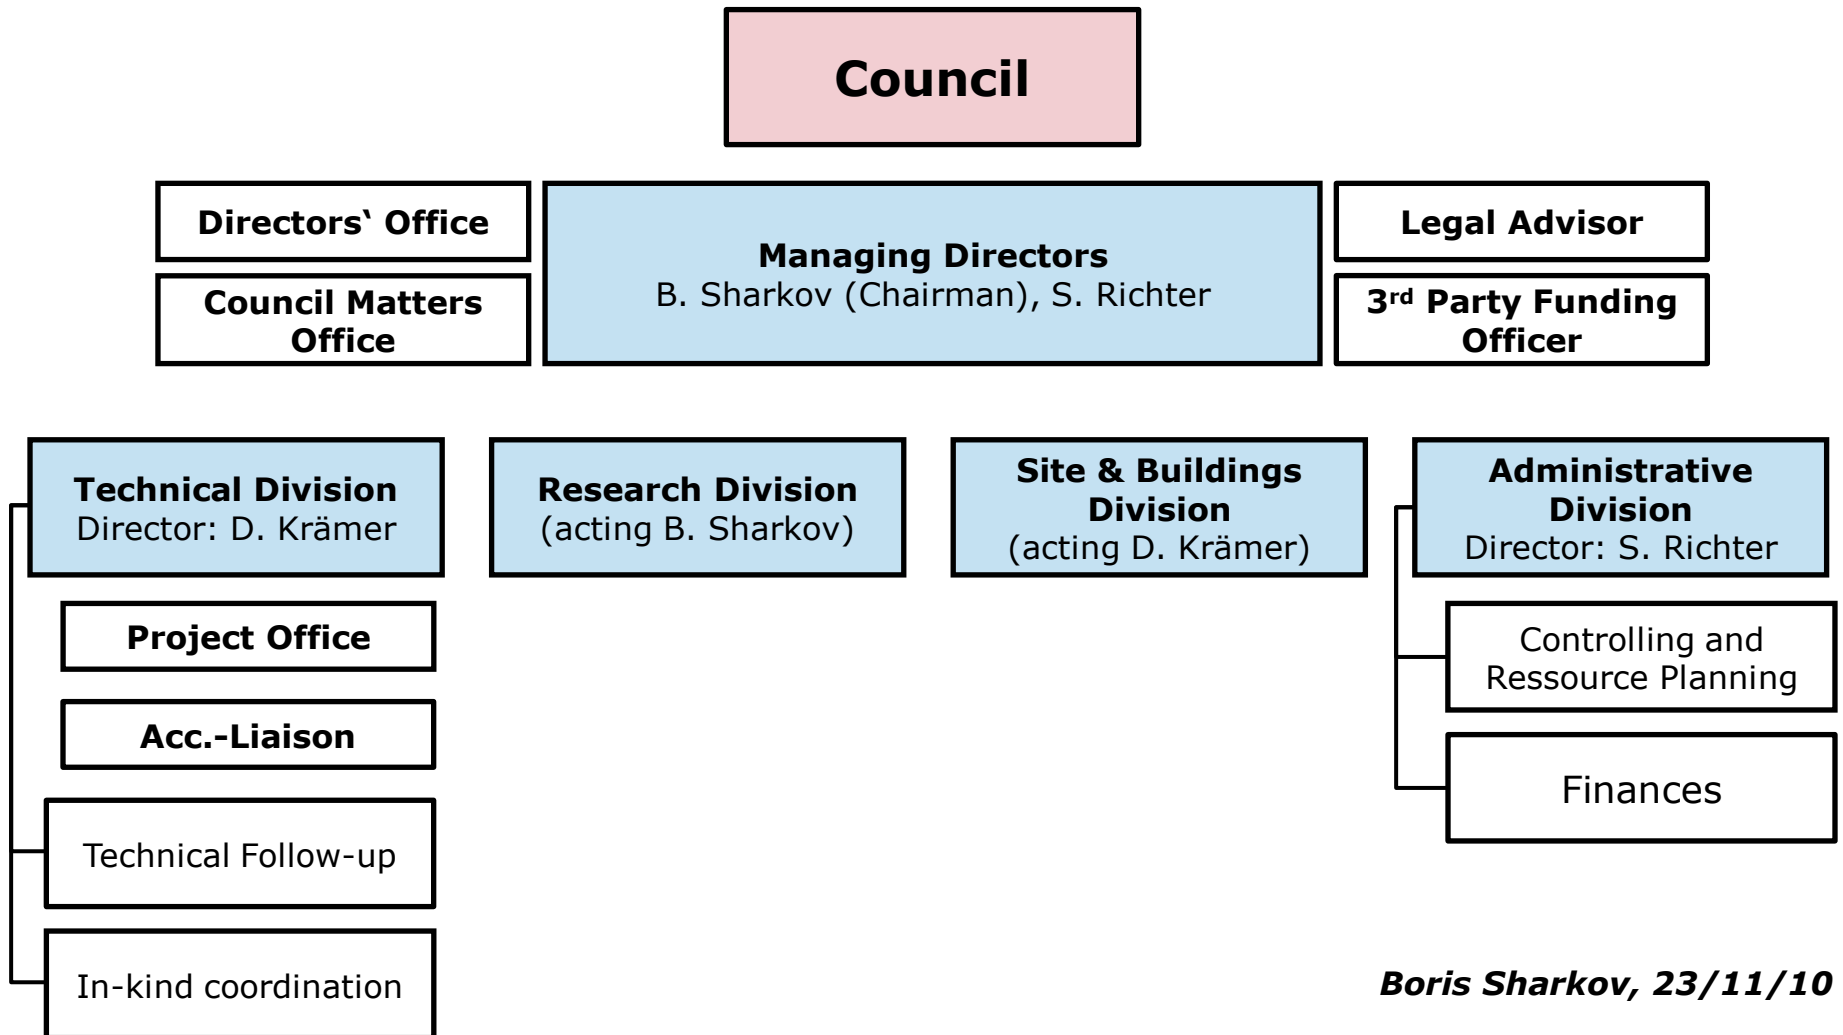 Council
Directors‘ Office
Council Matters
Office
Managing Directors
B. Sharkov (Chairman), S. Richter
Legal Advisor
3rd Party Funding
Officer
Technical Division
Director: D. Krämer
Research Division
(acting B. Sharkov)
Site & Buildings
Division
(acting D. Krämer)
Administrative
Division
Director: S. Richter
Project Office
Acc.-Liaison
Technical Follow-up
In-kind coordination
Controlling and
Ressource Planning
Finances
Boris Sharkov, 23/11/10